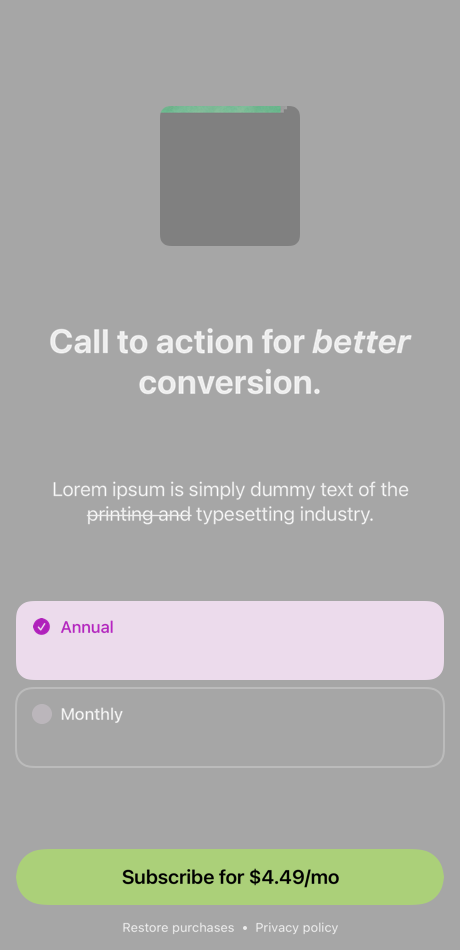 Call to action for better
conversion.
Lorem ipsum is simply dummy text of the
printing and typesetting industry.
Annual
Monthly
Subscribe for $4.49/mo
Restore purchases • Privacy policy